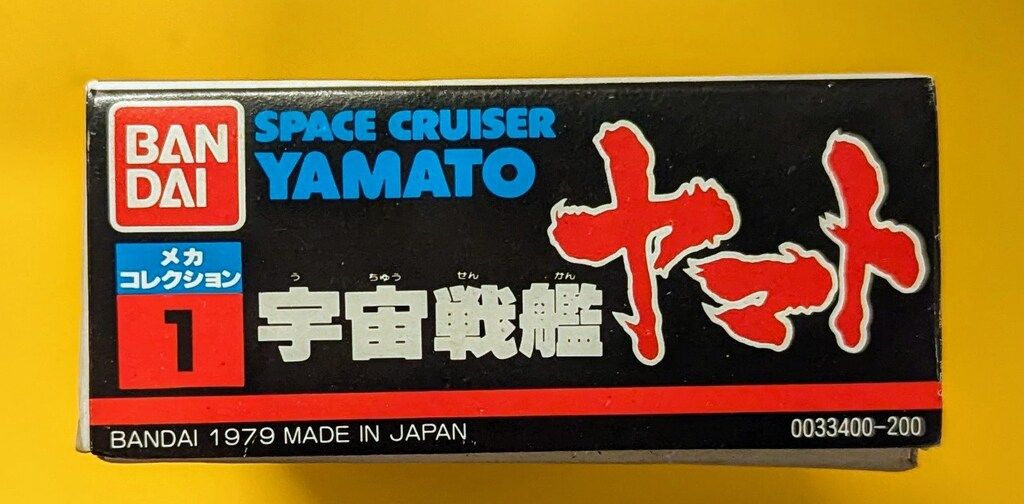 BAN
DAI
SPACE CRUISER
YAMATO
メカ
コレクション
1
う ちゅう せん かん
宇宙戦艦
ヤマト
BANDAI 1979 MADE IN JAPAN
0033400-200